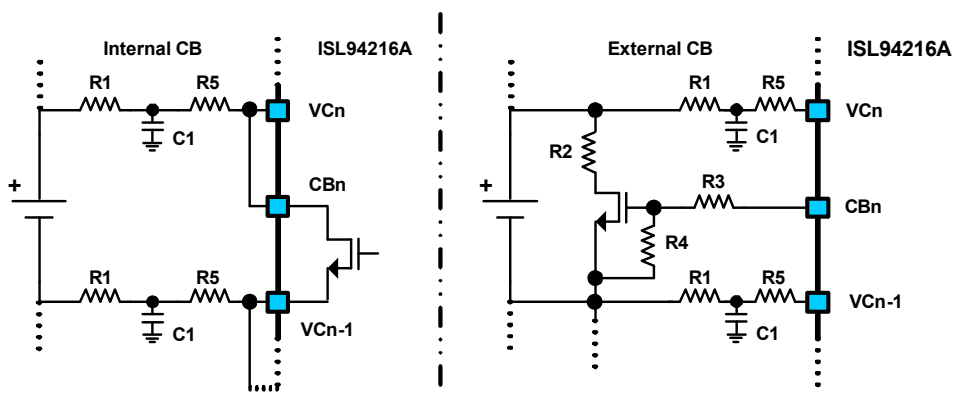 Internal CB
ISL94216A
R1
R5
VCn
C1
+
CBn
R1
R5
C1
VCn-1
External CB
ISL94216A
R1
R5
VCn
C1
R2
R3
+
CBn
R4
R1
R5
VCn-1
C1